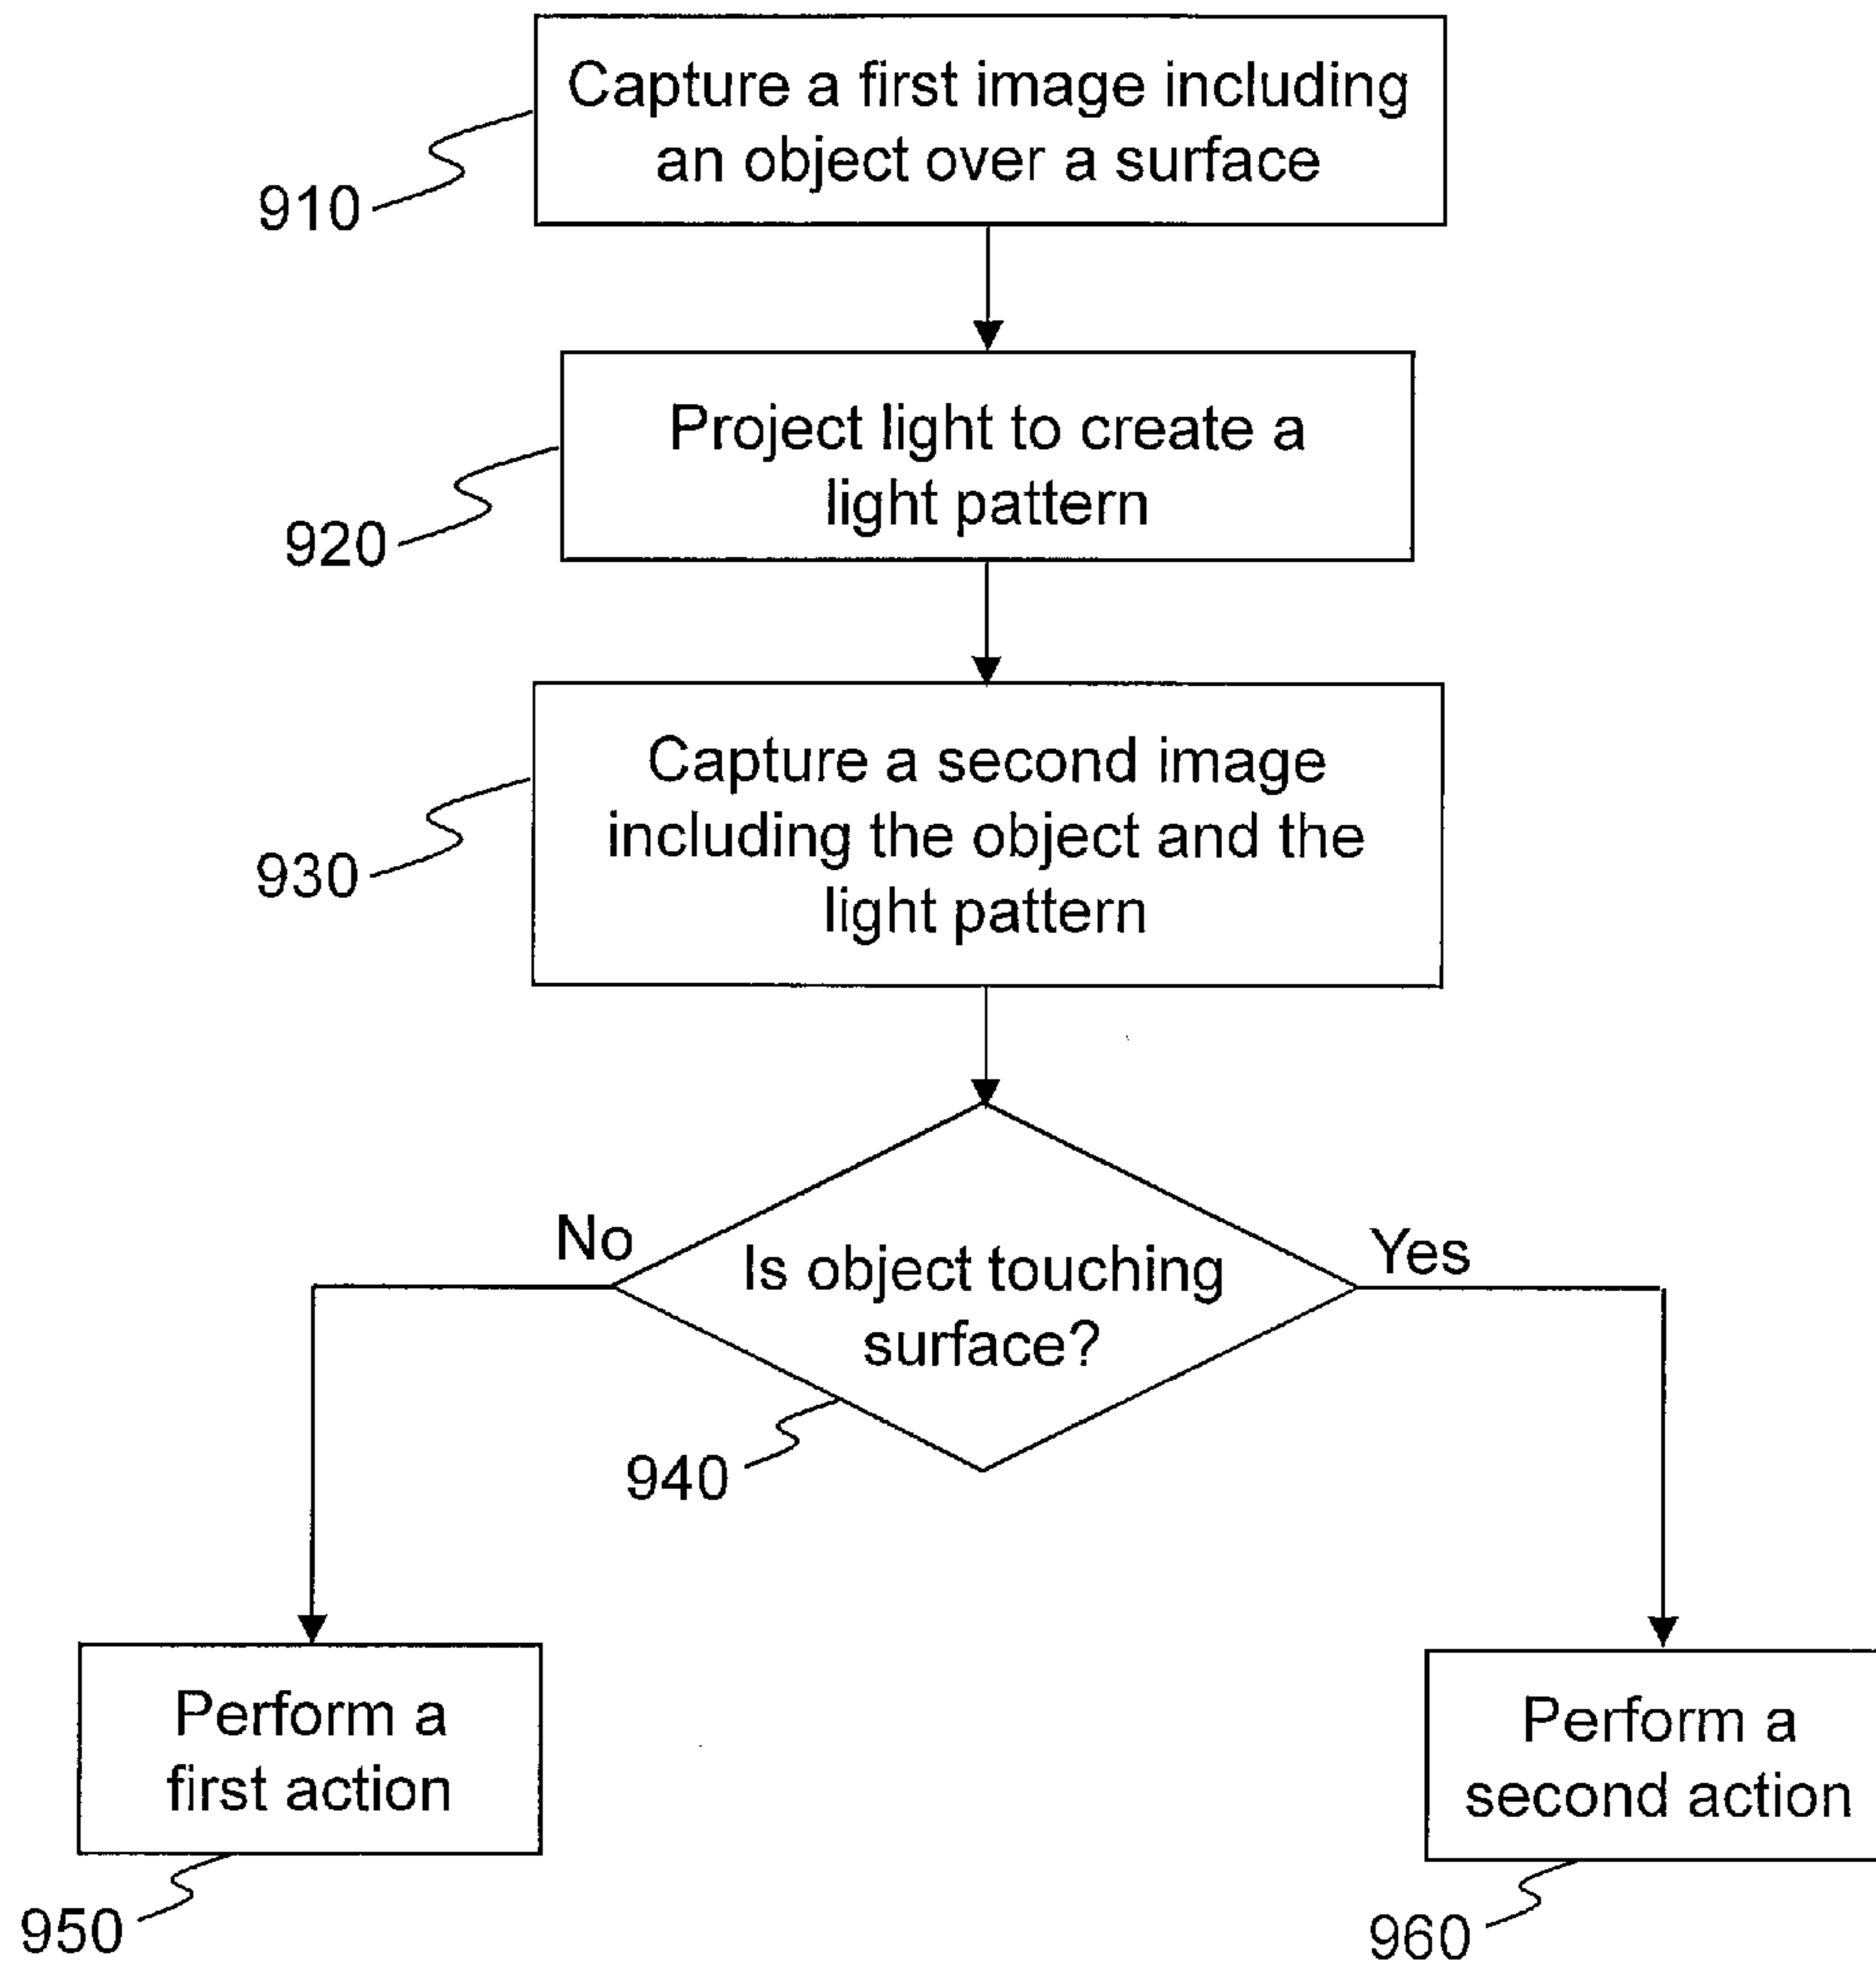 Capture a first image including
an object over a surface
910
Project light to create a
light pattern
920
Capture a second image
including the object and the
light pattern
930
No
Is object touching
surface?
Yes
940
Perform a
first action
950
Perform a
second action
960